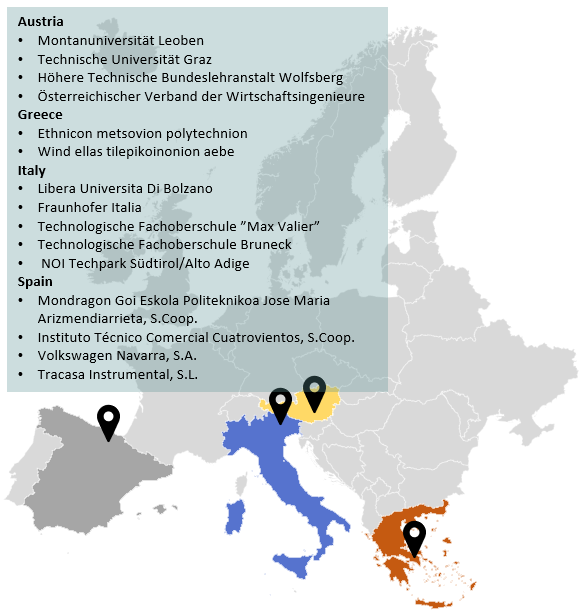 Austria
• Montanuniversität Leoben
• Technische Universität Graz
• Höhere Technische Bundeslehranstalt Wolfsberg
• Österreichischer Verband der Wirtschaftsingenieure
Greece
• Ethnicon metsovion polytechnion
• Wind ellas tilepikoinonion aebe
Italy
• Libera Universita Di Bolzano
• Fraunhofer Italia
• Technologische Fachoberschule ”Max Valier”
• Technologische Fachoberschule Bruneck
• NOI Techpark Südtirol/Alto Adige
Spain
• Mondragon Goi Eskola Politeknikoa Jose Maria
Arizmendiarrieta, S.Coop.
• Instituto Técnico Comercial Cuatrovientos, S.Coop.
• Volkswagen Navarra, S.A.
• Tracasa Instrumental, S.L.